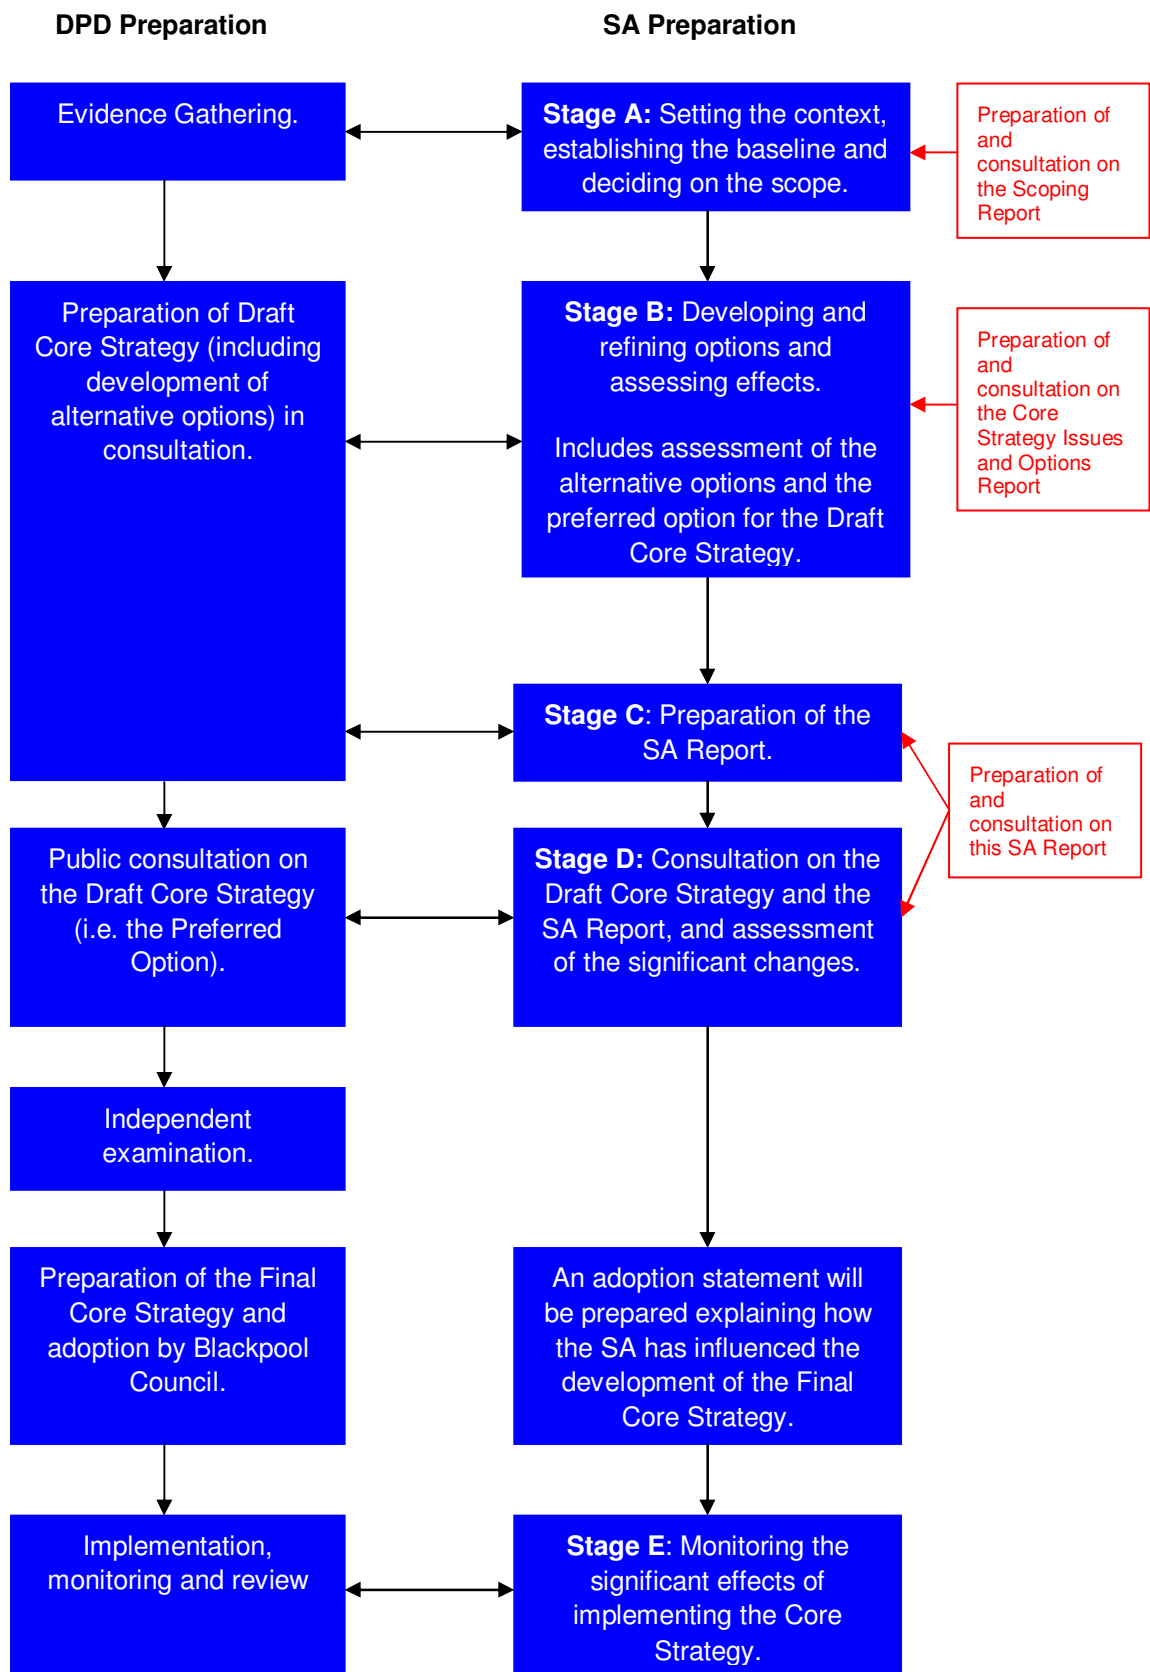 DPD Preparation
SA Preparation
Evidence Gathering.
Stage A: Setting the context,
establishing the baseline and
deciding on the scope.
Preparation of
and
consultation on
the Scoping
Report
Preparation of Draft
Core Strategy (including
development of
alternative options) in
consultation.
Stage B: Developing and
refining options and
assessing effects.
Includes assessment of the
alternative options and the
preferred option for the Draft
Core Strategy.
Preparation of
and
consultation on
the Core
Strategy Issues
and Options
Report
Stage C: Preparation of the
SA Report.
Preparation of
and
consultation on
this SA Report
Public consultation on
the Draft Core Strategy
(i.e. the Preferred
Option).
Stage D: Consultation on the
Draft Core Strategy and the
SA Report, and assessment
of the significant changes.
Independent
examination.
Preparation of the Final
Core Strategy and
adoption by Blackpool
Council.
An adoption statement will
be prepared explaining how
the SA has influenced the
development of the Final
Core Strategy.
Implementation,
monitoring and review
Stage E: Monitoring the
significant effects of
implementing the Core
Strategy.